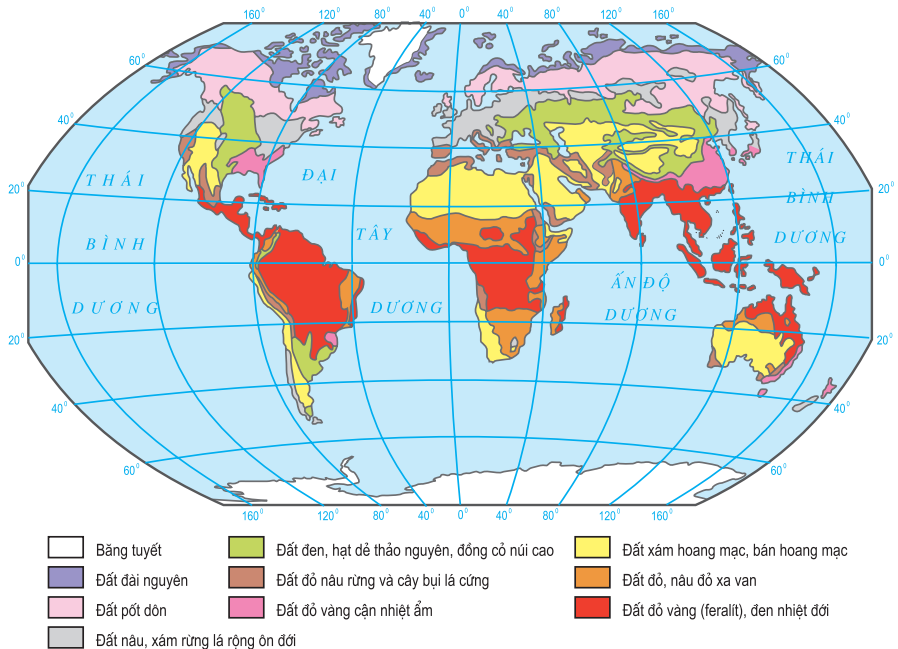 160° 120° 80° 40° 0° 40° 80° 120° 160°
60° 60°
40° 40°
THÁI ĐẠI THÁI
20° 20°
BÌNH
BÌNH TÂY DƯƠNG
0° 0°
ẤN ĐỘ
DƯƠNG DƯƠNG DƯƠNG
20° 20°
40° 40°
60° 60°
160° 120° 80° 40° 0° 40° 80° 120° 160°
Băng tuyết
Đất đài nguyên
Đất pốt dôn
Đất nâu, xám rừng lá rộng ôn đới
Đất đen, hạt dẻ thảo nguyên, đồng cỏ núi cao
Đất đỏ nâu rừng và cây bụi lá cứng
Đất đỏ vàng cận nhiệt ẩm
Đất xám hoang mạc, bán hoang mạc
Đất đỏ, nâu đỏ xa van
Đất đỏ vàng (feralít), đen nhiệt đới